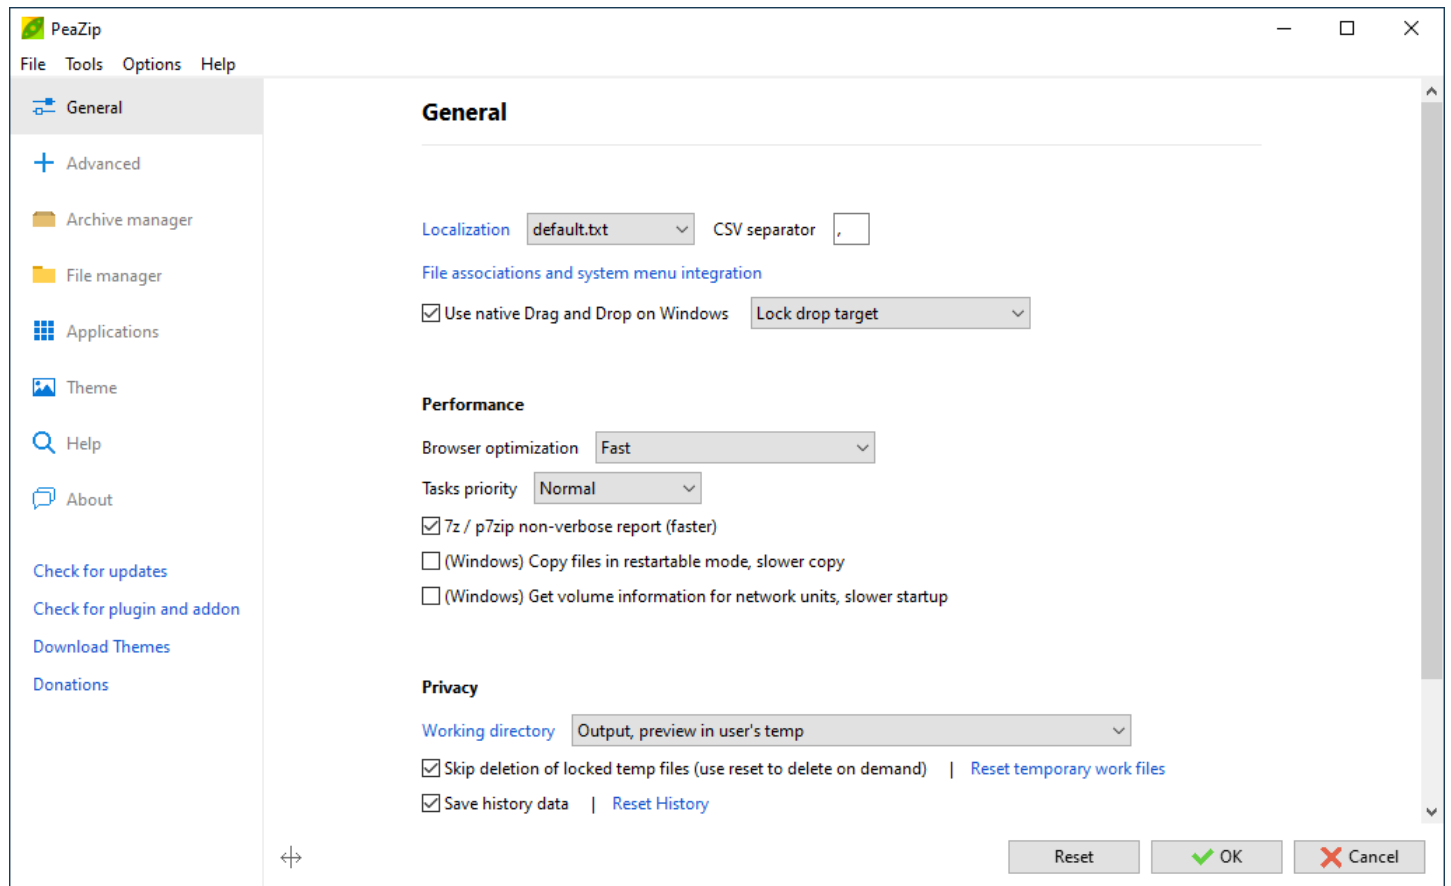 PeaZip
File Tools Options Help
General
Advanced
Archive manager
File manager
Applications
Theme
Help
About
Check for updates
Check for plugin and addon
Download Themes
Donations
General
Localization default.txt CSV separator ,
File associations and system menu integration
Use native Drag and Drop on Windows Lock drop target
Performance
Browser optimization Fast
Tasks priority Normal
7z / p7zip non-verbose report (faster)
(Windows) Copy files in restartable mode, slower copy
(Windows) Get volume information for network units, slower startup
Privacy
Working directory Output, preview in user's temp
Skip deletion of locked temp files (use reset to delete on demand) | Reset temporary work files
Save history data | Reset History
Reset OK Cancel